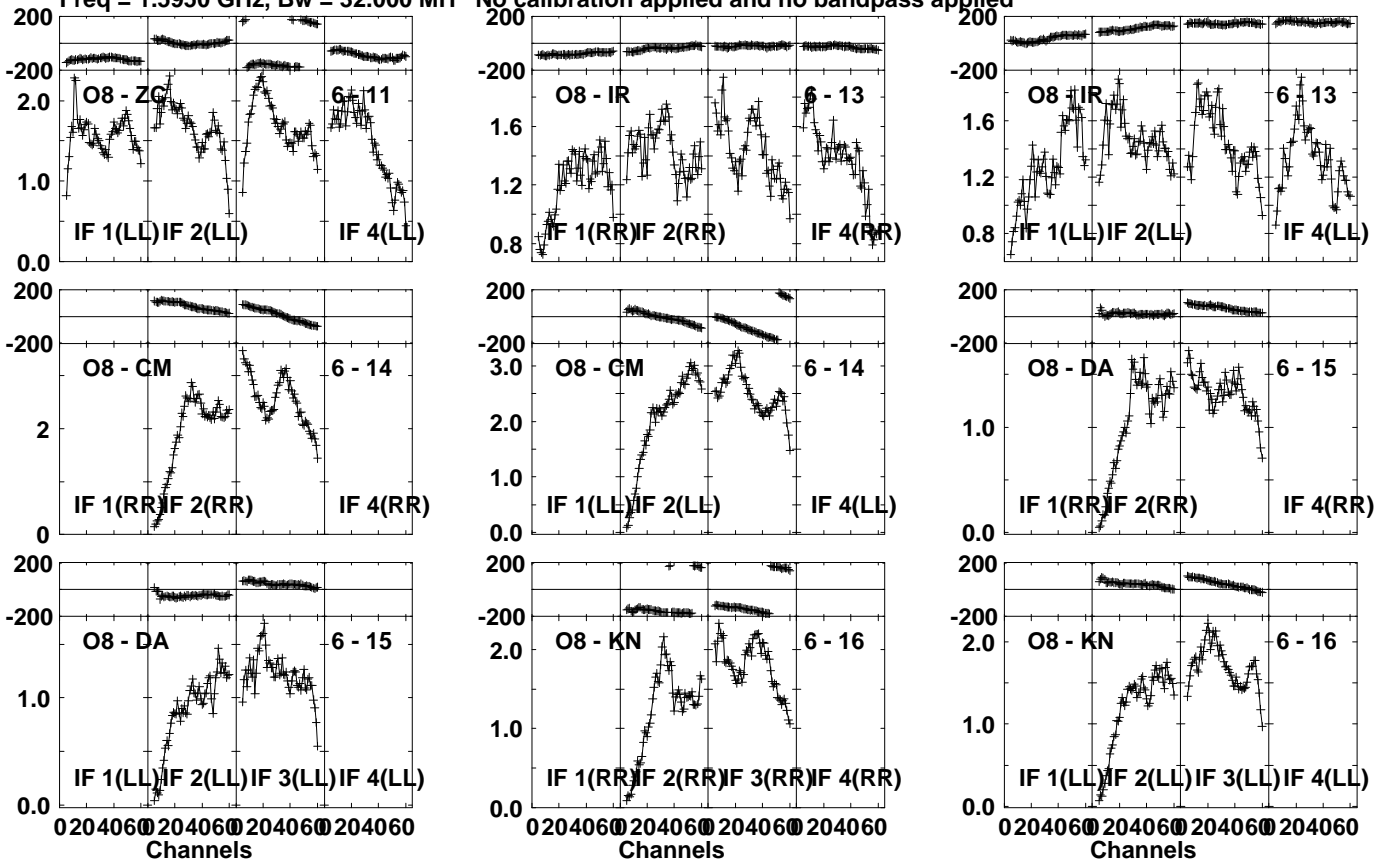 Freq = 1.5950 GHz, Bw = 32.000 MH No calibration applied and no bandpass applied
200
-200
O8 - ZC 6 - 11
2.0
1.0
0.0
IF 1(LL) IF 2(LL) IF 4(LL)
200
-200
O8 - IR 6 - 13
1.6
1.2
0.8
IF 1(RR) IF 2(RR) IF 4(RR)
200
-200
O8 - IR 6 - 13
1.6
1.2
0.8
IF 1(LL) IF 2(LL) IF 4(LL)
200
-200
O8 - CM 6 - 14
2
0
IF 1(RR) IF 2(RR) IF 4(RR)
200
-200
O8 - CM 6 - 14
3.0
2.0
1.0
0.0
IF 1(LL) IF 2(LL) IF 4(LL)
200
-200
O8 - DA 6 - 15
1.0
0.0
IF 1(RR) IF 2(RR) IF 4(RR)
200
-200
O8 - DA 6 - 15
1.0
0.0
IF 1(LL) IF 2(LL) IF 3(LL) IF 4(LL)
0 20 40 60 0 20 40 60 0 20 40 60 0 20 40 60
Channels
200
-200
O8 - KN 6 - 16
2.0
1.0
0.0
IF 1(RR) IF 2(RR) IF 3(RR) IF 4(RR)
0 20 40 60 0 20 40 60 0 20 40 60 0 20 40 60
Channels
200
-200
O8 - KN 6 - 16
2.0
1.0
0.0
IF 1(LL) IF 2(LL) IF 3(LL) IF 4(LL)
0 20 40 60 0 20 40 60 0 20 40 60 0 20 40 60
Channels